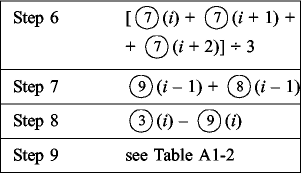 Step 6 [⑦(i) + ⑦(i + 1) +
+ ⑦(i + 2)] ÷ 3
Step 7 ⑨(i – 1) + ⑧(i – 1)
Step 8 ③(i) – ⑨(i)
Step 9 see Table A1-2